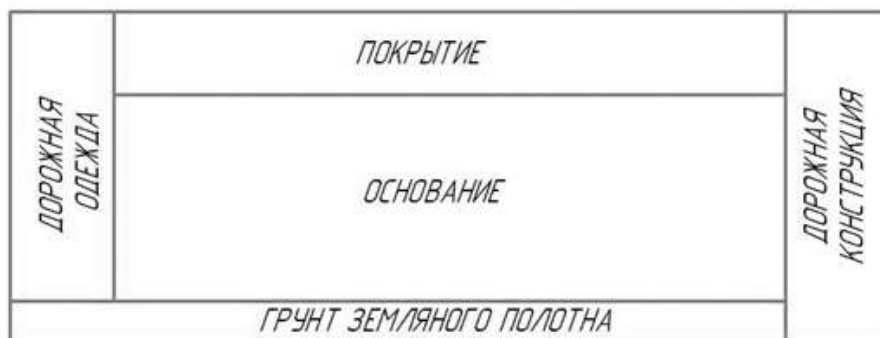 ДОРОЖНАЯ
ОДЕЖДА
ПОКРЫТИЕ
ОСНОВАНИЕ
ДОРОЖНАЯ
КОНСТРУКЦИЯ
ГРУНТ ЗЕМЛЯНОГО ПОЛОТНА